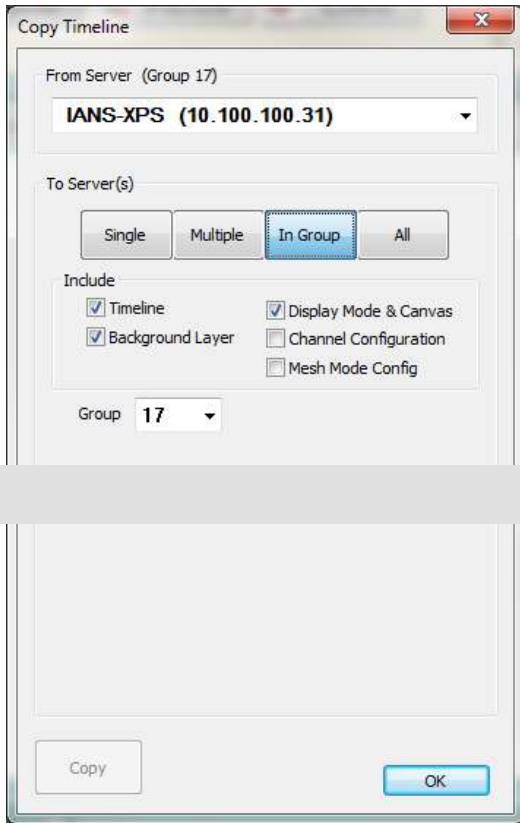 Copy Timeline
From Server (Group 17)
IANS-XPS (10.100.100.31)
To Server(s)
Single Multiple In Group All
Include
Timeline Display Mode & Canvas
Background Layer Channel Configuration
Mesh Mode Config
Group 17
Copy
OK